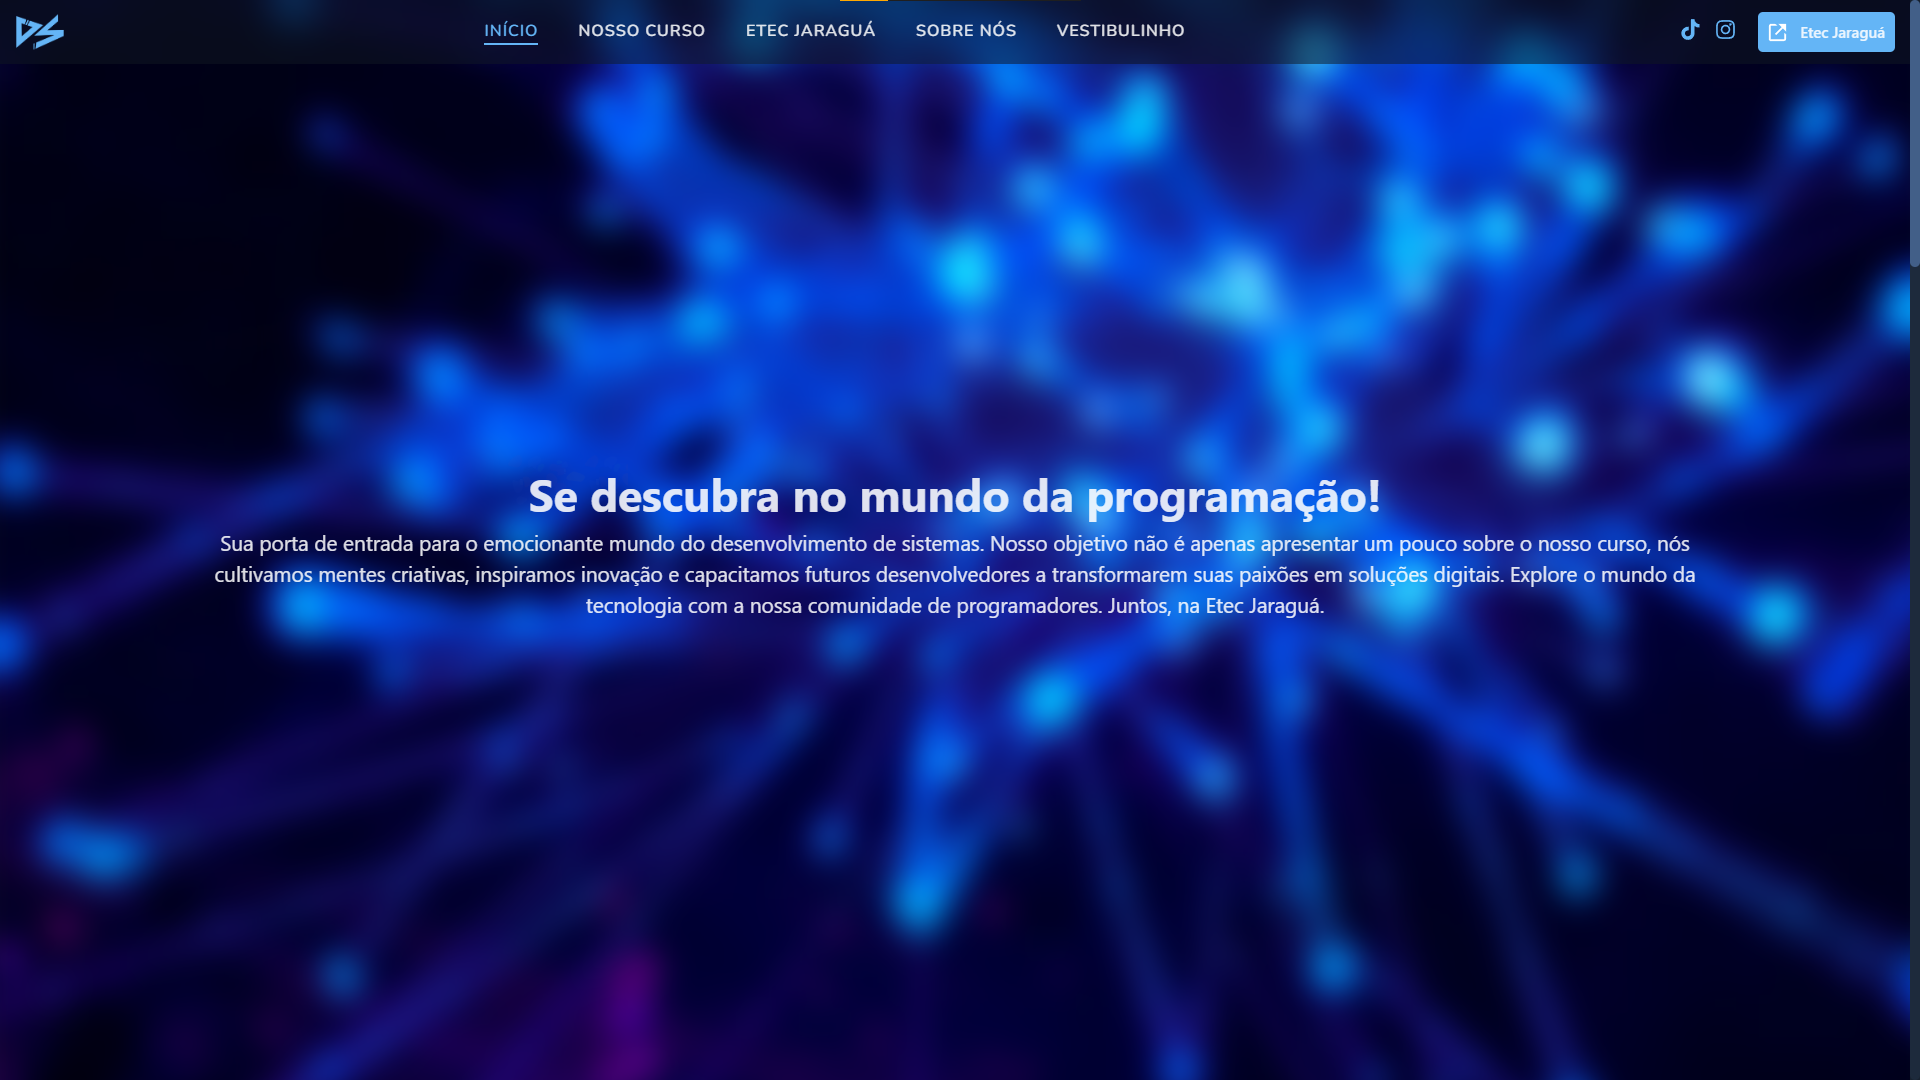 INÍCIO NOSSO CURSO ETEC JARAGUÁ SOBRE NÓS VESTIBULINHO Etec Jaraguá
Se descubra no mundo da programação!
Sua porta de entrada para o emocionante mundo do desenvolvimento de sistemas. Nosso objetivo não é apenas apresentar um pouco sobre o nosso curso, nós
cultivamos mentes criativas, inspiramos inovação e capacitamos futuros desenvolvedores a transformarem suas paixões em soluções digitais. Explore o mundo da
tecnologia com a nossa comunidade de programadores. Juntos, na Etec Jaraguá.